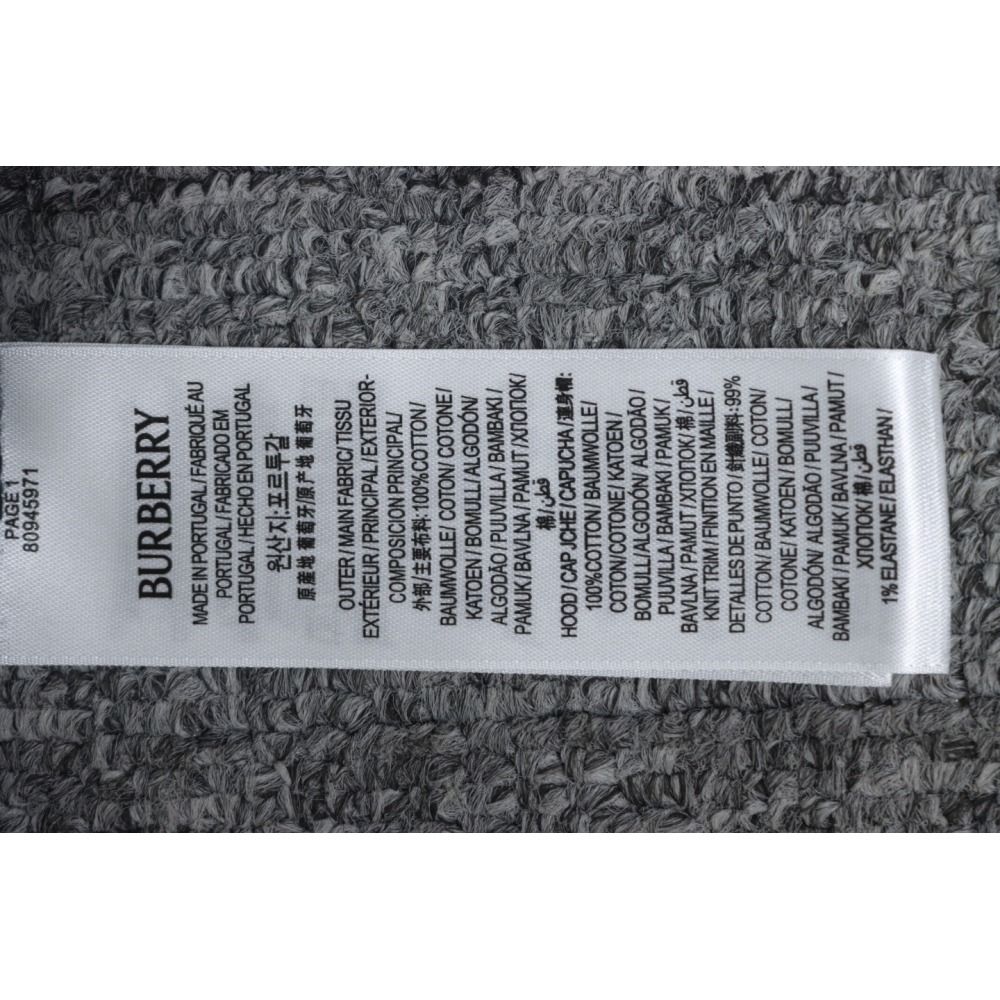 PAGE 1
80945971
BURBERRY
MADE IN PORTUGAL / FABRIQUÉ AU
PORTUGAL / FABRICADO EM
PORTUGAL / HECHO EN PORTUGAL
원산지:포르투갈
原産地 葡萄牙/原产地 葡萄牙
OUTER / MAIN FABRIC / TISSU
EXTÉRIEUR / PRINCIPAL / EXTERIOR-
COMPOSICION PRINCIPAL/
外部/主要布料:100% COTTON /
BAUMWOLLE / COTON / COTONE /
KATOEN / BOMULL / ALGODÓN/
ALGODÃO / PUUVILLA / BAMBAKI /
PAMUK / BAVLNA / PAMUT / ΧΙΠΟΠΟΚ/
棉/ قطن
HOOD / CAP JCHE / CAPUCHA / 連身帽:
100% COTTON / BAUMWOLLE /
COTON/COTONE / KATOEN /
BOMULL/ ALGODÓN/ ALGODÃO /
PUUVILLA / BAMBAKI / PAMUK /
BAVLNA / PAMUT / ΧΙΠΟΠΟΚ/ 棉/ قطن
KNIT TRIM / FINITION EN MAILLE /
DETALLES DE PUNTO / 針織副料: 99%
COTTON / BAUMWOLLE / COTON/
COTONE / KATOEN / BOMULL /
ALGODÓN/ ALGODÃO / PUUVILLA /
BAMBAKI / PAMUK / BAVLNA / PAMUT /
ΧΙΠΟΠΟΚ / 棉/ قطن
1% ELASTANE / ELASTHAN /